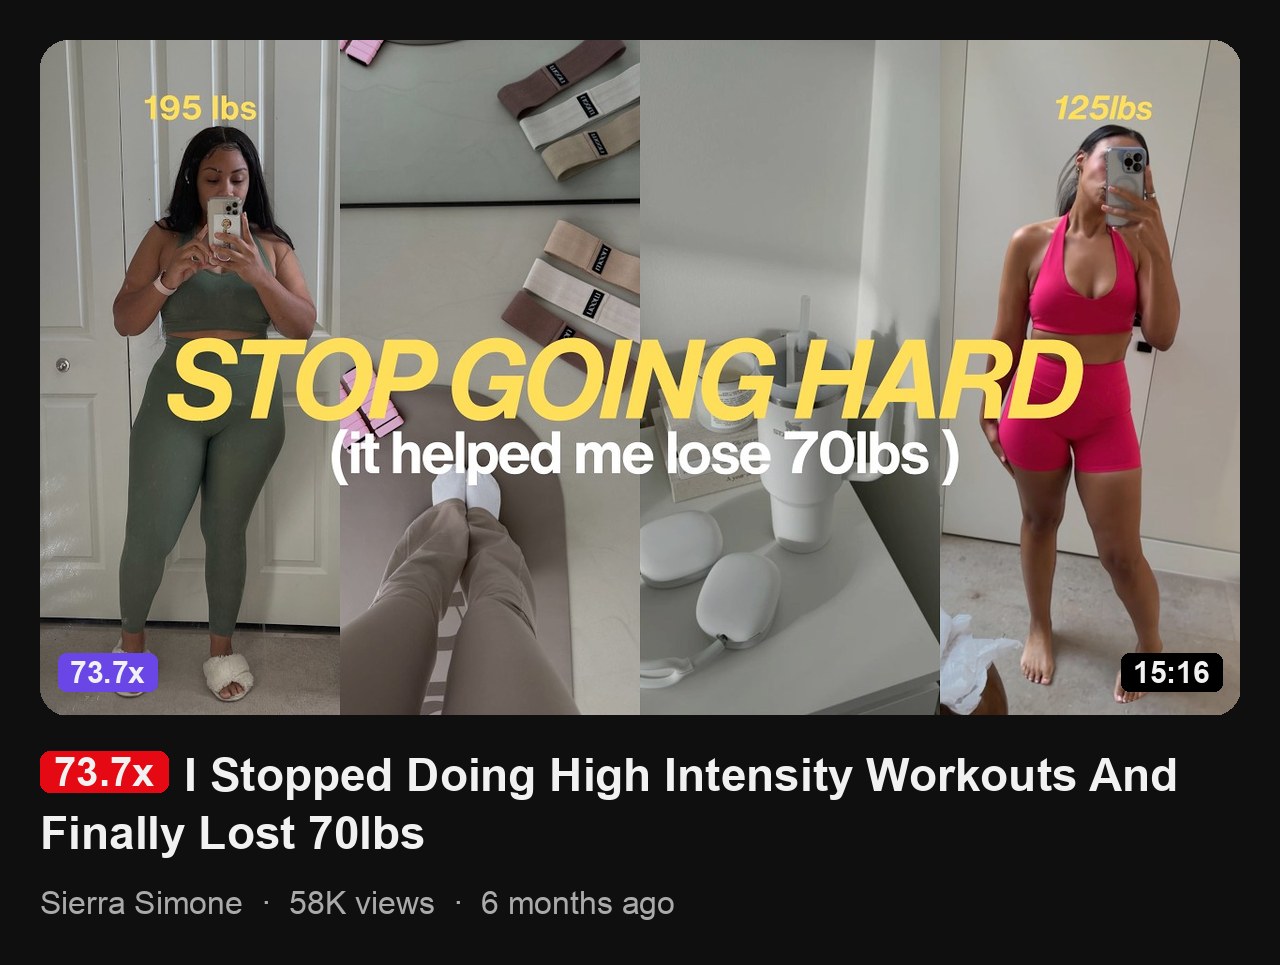 195 lbs
125lbs
STOP GOING HARD
(it helped me lose 70lbs )
73.7x
15:16
73.7x I Stopped Doing High Intensity Workouts And
Finally Lost 70lbs
Sierra Simone · 58K views · 6 months ago